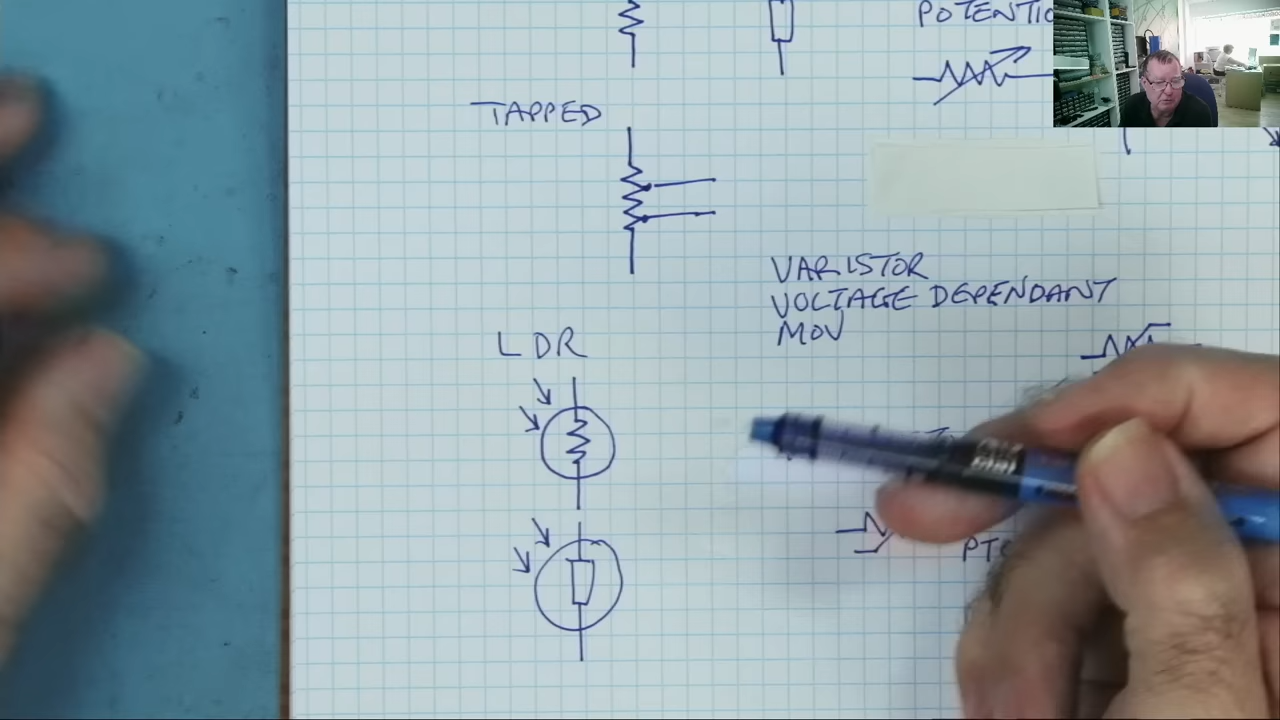 POTENTIO
TAPPED
VARISTOR
VOLTAGE DEPENDANT
MOV
LDR